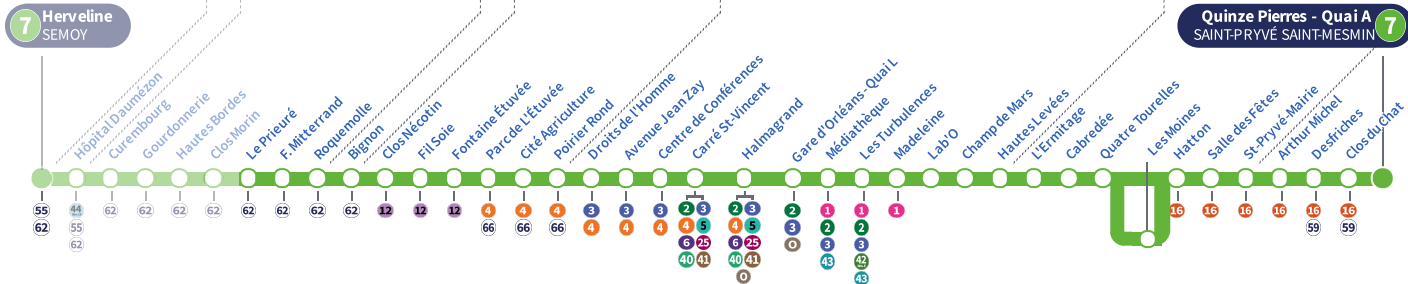 7 Herveline
SEMOY
Quinze Pierres - Quai A 7
SAINT-PRYVÉ SAINT-MESMIN
Hôpital Daumézon
Curembourg
Gourdonnerie
Hautes Bordes
Clos Morin
Le Prieuré
F. Mitterrand
Roquemolle
Bignon
Clos Nécotin
Fil Soie
Fontaine Étuvée
Parc de L'Étuvée
Cité Agriculture
Poirier Rond
Droits de l'Homme
Avenue Jean Zay
Centre de Conférences
Carré St-Vincent
Halmagrand
Gare d'Orléans - Quai L
Médiathèque
Les Turbulences
Madeleine
Lab'O
Champ de Mars
Hautes Levées
L'Ermitage
Cabredée
Quatre Tourelles
Les Moines
Hatton
Salle des Fêtes
St-Pryvé-Mairie
Arthur Michel
Desfriches
Clos du Chat
55 44 62 62 62 62 62 62 62 62 12 12 12 4 4 4 3 3 3 2 3 2 3 2 1 1 1 16 16 16 16 16 16
62 55 66 66 66 4 4 4 4 5 4 5 3 2 2 59 59
62 6 25 6 25 O 3 3
40 41 40 41 43 42
O 43